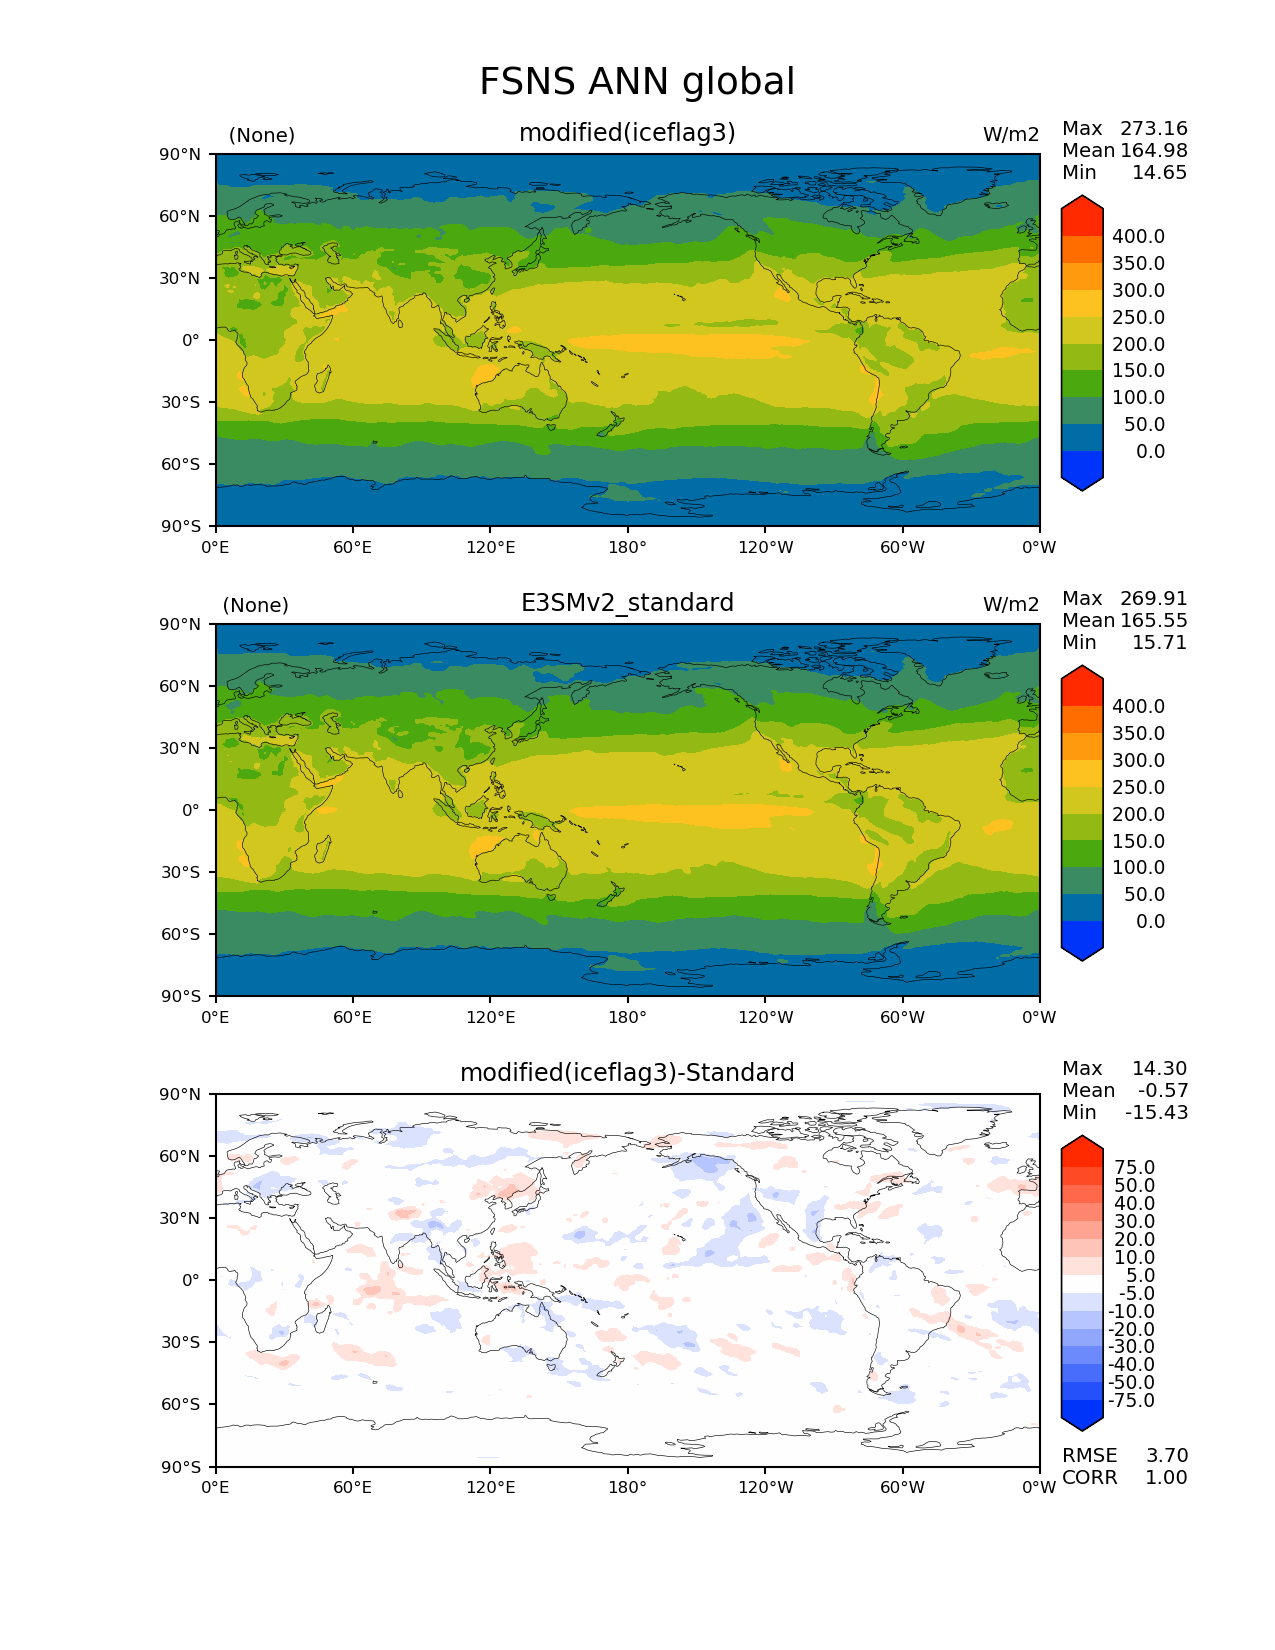 FSNS ANN global
(None) modified(iceflag3) W/m2
Max 273.16
Mean 164.98
Min 14.65
90°N
60°N
30°N
0°
30°S
60°S
90°S
0°E 60°E 120°E 180° 120°W 60°W 0°W
400.0
350.0
300.0
250.0
200.0
150.0
100.0
50.0
0.0
(None) E3SMv2_standard W/m2
Max 269.91
Mean 165.55
Min 15.71
90°N
60°N
30°N
0°
30°S
60°S
90°S
0°E 60°E 120°E 180° 120°W 60°W 0°W
400.0
350.0
300.0
250.0
200.0
150.0
100.0
50.0
0.0
modified(iceflag3)-Standard
Max 14.30
Mean -0.57
Min -15.43
90°N
60°N
30°N
0°
30°S
60°S
90°S
0°E 60°E 120°E 180° 120°W 60°W 0°W
75.0
50.0
40.0
30.0
20.0
10.0
5.0
-5.0
-10.0
-20.0
-30.0
-40.0
-50.0
-75.0
RMSE 3.70
CORR 1.00